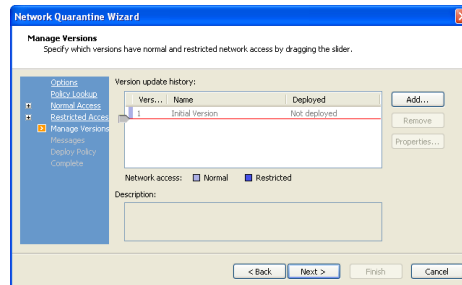 Network Quarantine Wizard
Manage Versions
Specify which versions have normal and restricted network access by dragging the slider.
Options
Policy Lookup
Normal Access
Restricted Acces
Manage Versions
Messages
Deploy Policy
Complete
Version update history:
Vers... Name Deployed
1 Initial Version Not deployed
Add...
Remove
Properties...
Network access: Normal Restricted
Description:
< Back Next > Finish Cancel